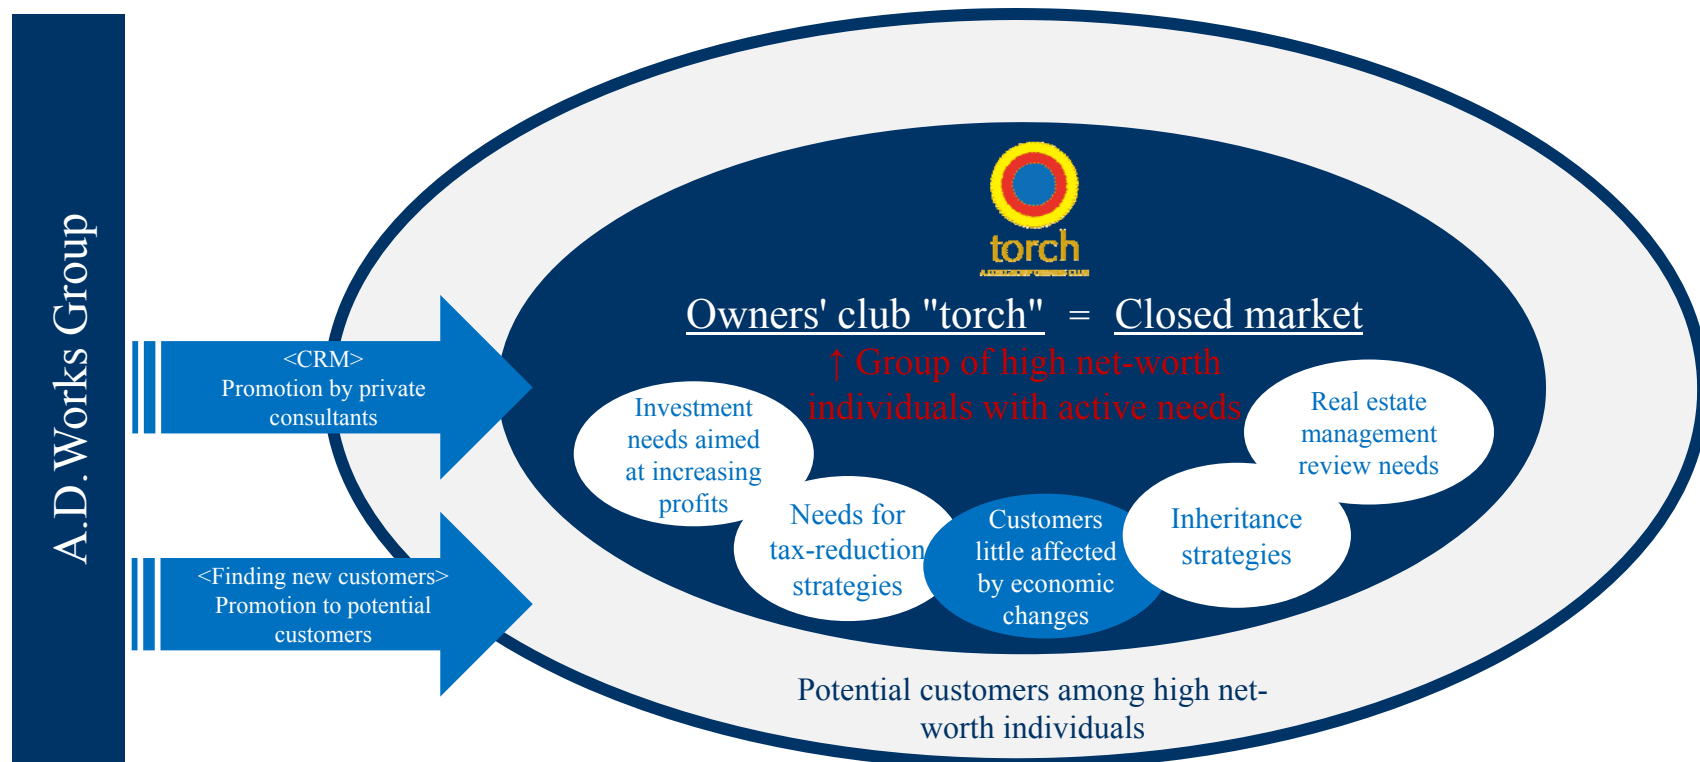 A.D.Works Group
<CRM>
Promotion by private
consultants
<Finding new customers>
Promotion to potential
customers
torch
Owners' club "torch" = Closed market
↑ Group of high net-worth
individuals with active needs
Investment
needs aimed
at increasing
profits
Needs for
tax-reduction
strategies
Customers
little affected
by economic
changes
Inheritance
strategies
Real estate
management
review needs
Potential customers among high net-
worth individuals